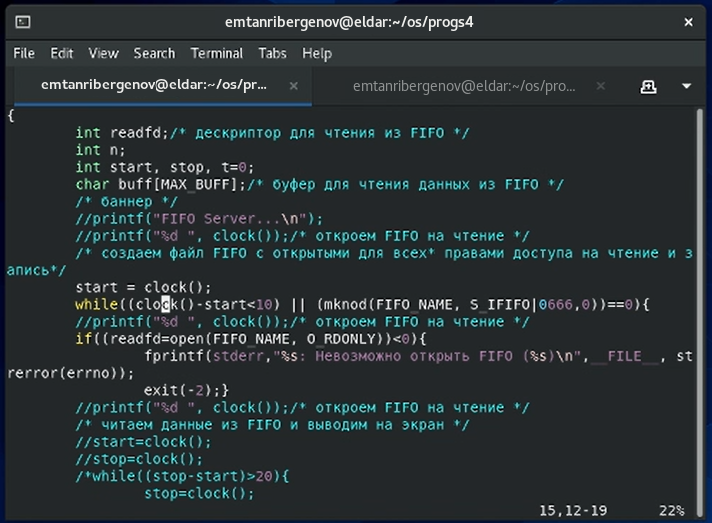 emtanribergenov@eldar:~/os/progs4
File Edit View Search Terminal Tabs Help
emtanribergenov@eldar:~/os/pr... emtanribergenov@eldar:~/os/pro...
{
int readfd;/* дескриптор для чтения из FIFO */
int n;
int start, stop, t=0;
char buff[MAX_BUFF];/* буфер для чтения данных из FIFO */
/* баннер */
//printf("FIFO Server...\n");
//printf("%d ", clock());/* откроем FIFO на чтение */
/* создаем файл FIFO с открытыми для всех* правами доступа на чтение и з
апись*/
start = clock();
while((clock()-start<10) || (mknod(FIFO_NAME, S_IFIFO|0666,0))==0){
//printf("%d ", clock());/* откроем FIFO на чтение */
if((readfd=open(FIFO_NAME, O_RDONLY))<0){
fprintf(stderr,"%s: Невозможно открыть FIFO (%s)\n",__FILE__, st
rerror(errno));
exit(-2);}
//printf("%d ", clock());/* откроем FIFO на чтение */
/* читаем данные из FIFO и выводим на экран */
//start=clock();
//stop=clock();
/*while((stop-start)>20){
stop=clock();
15,12-19 22%